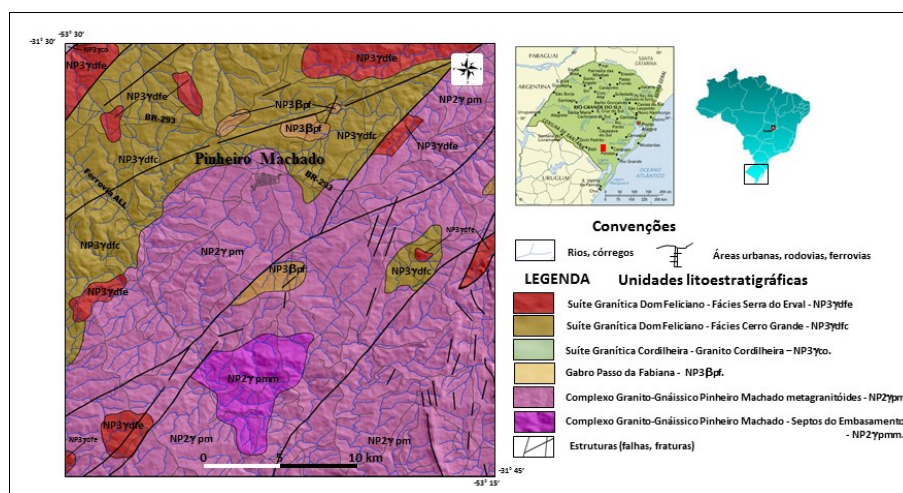 -53° 30'
-31° 30'
NP3γco
NP3γdfe
NP3γdfe
NP2γ pm
NP3γdfe
NP3βpf
NP3βpf
BR-293
NP3γdfc
NP3γdfc
Pinheiro Machado
BR-293
Ferrovia ALL
NP3γdfe
NP3γdfc
NP2γ pm
NP3βpf
NP3γdfc
NP3γdfe
NP2γ pmm
NP3γdfe
NP3γdfe
NP2γ pm
NP2γ pm
0 5 10 km
-31° 45'
-53° 15'
PARAGUAI
SANTA CATARINA
ARGENTINA
RIO GRANDE DO SUL
Porto Alegre
Rio Grande
URUGUAI
OCEANO ATLÂNTICO
Convenções
Rios, córregos
Áreas urbanas, rodovias, ferrovias
LEGENDA Unidades litoestratigráficas
Suíte Granítica Dom Feliciano - Fácies Serra do Erval - NP3γdfe
Suíte Granítica Dom Feliciano - Fácies Cerro Grande - NP3γdfc
Suíte Granítica Cordilheira - Granito Cordilheira – NP3γco.
Gabro Passo da Fabiana - NP3βpf.
Complexo Granito-Gnáissico Pinheiro Machado metagranitóides - NP2γpm
Complexo Granito-Gnáissico Pinheiro Machado - Septos do Embasamento
- NP2γpmm.
Estruturas (falhas, fraturas)